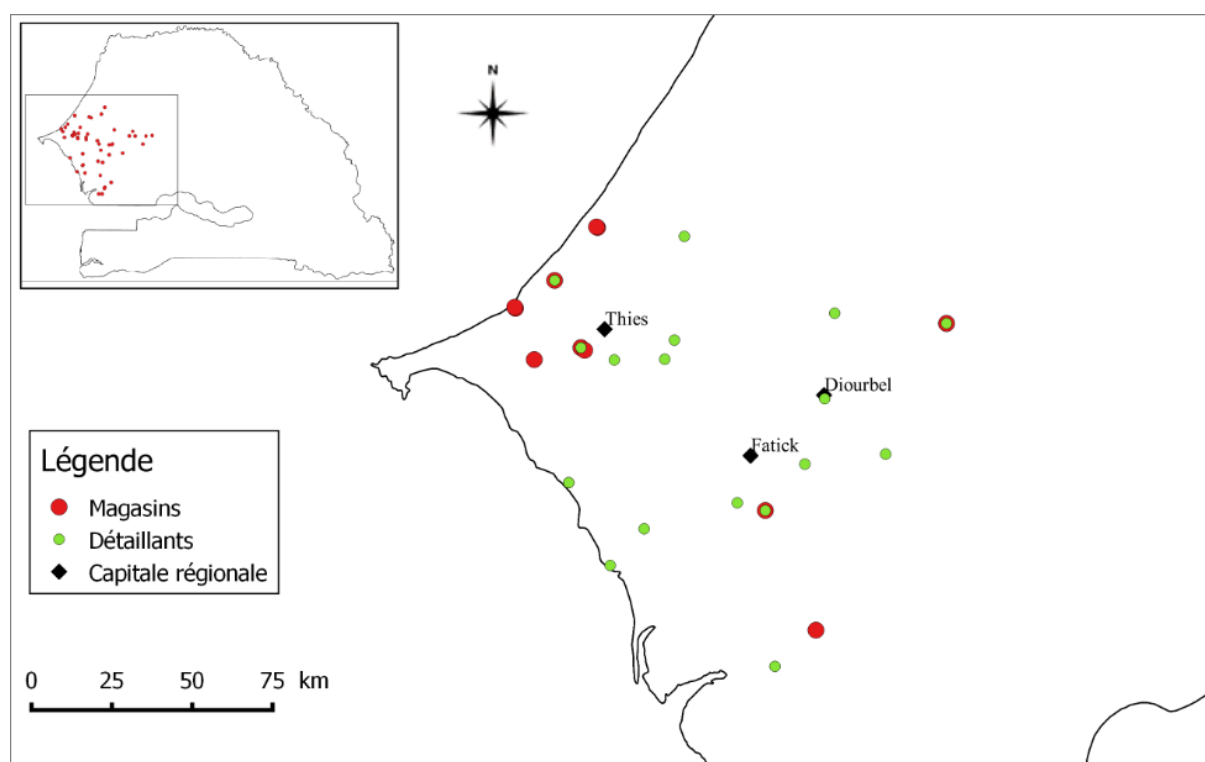 N
Thies
Diourbel
Fatick
Légende
Magasins
Détaillants
Capitale régionale
0 25 50 75 km